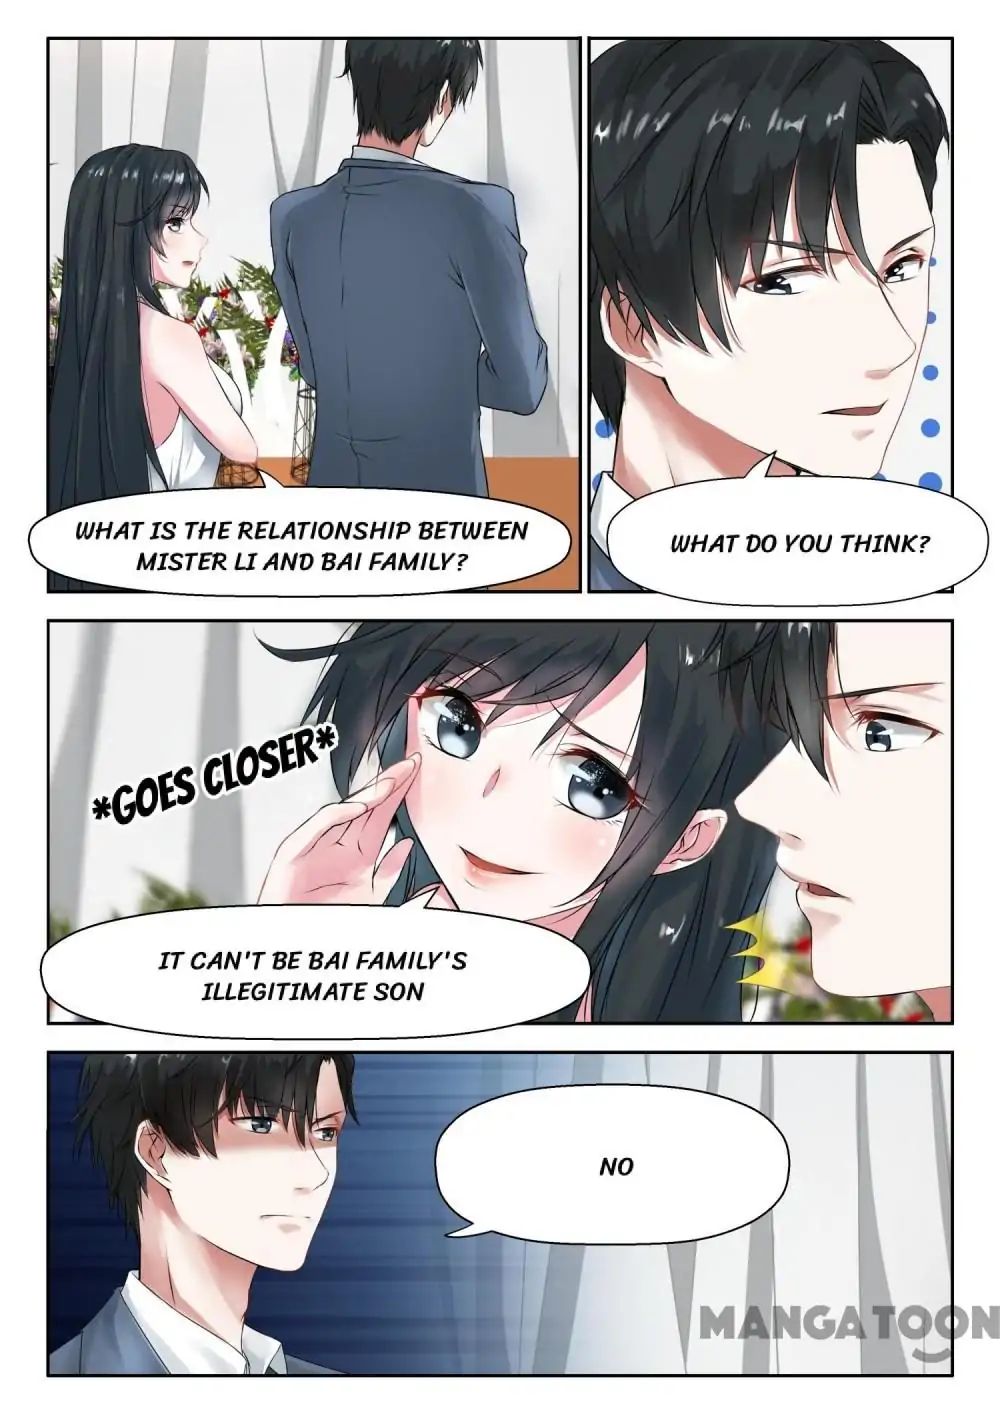 WHAT IS THE RELATIONSHIP BETWEEN
MISTER LI AND BAI FAMILY?
WHAT DO YOU THINK?
*GOES CLOSER*
IT CAN'T BE BAI FAMILY'S
ILLEGITIMATE SON
NO
MANGATOON